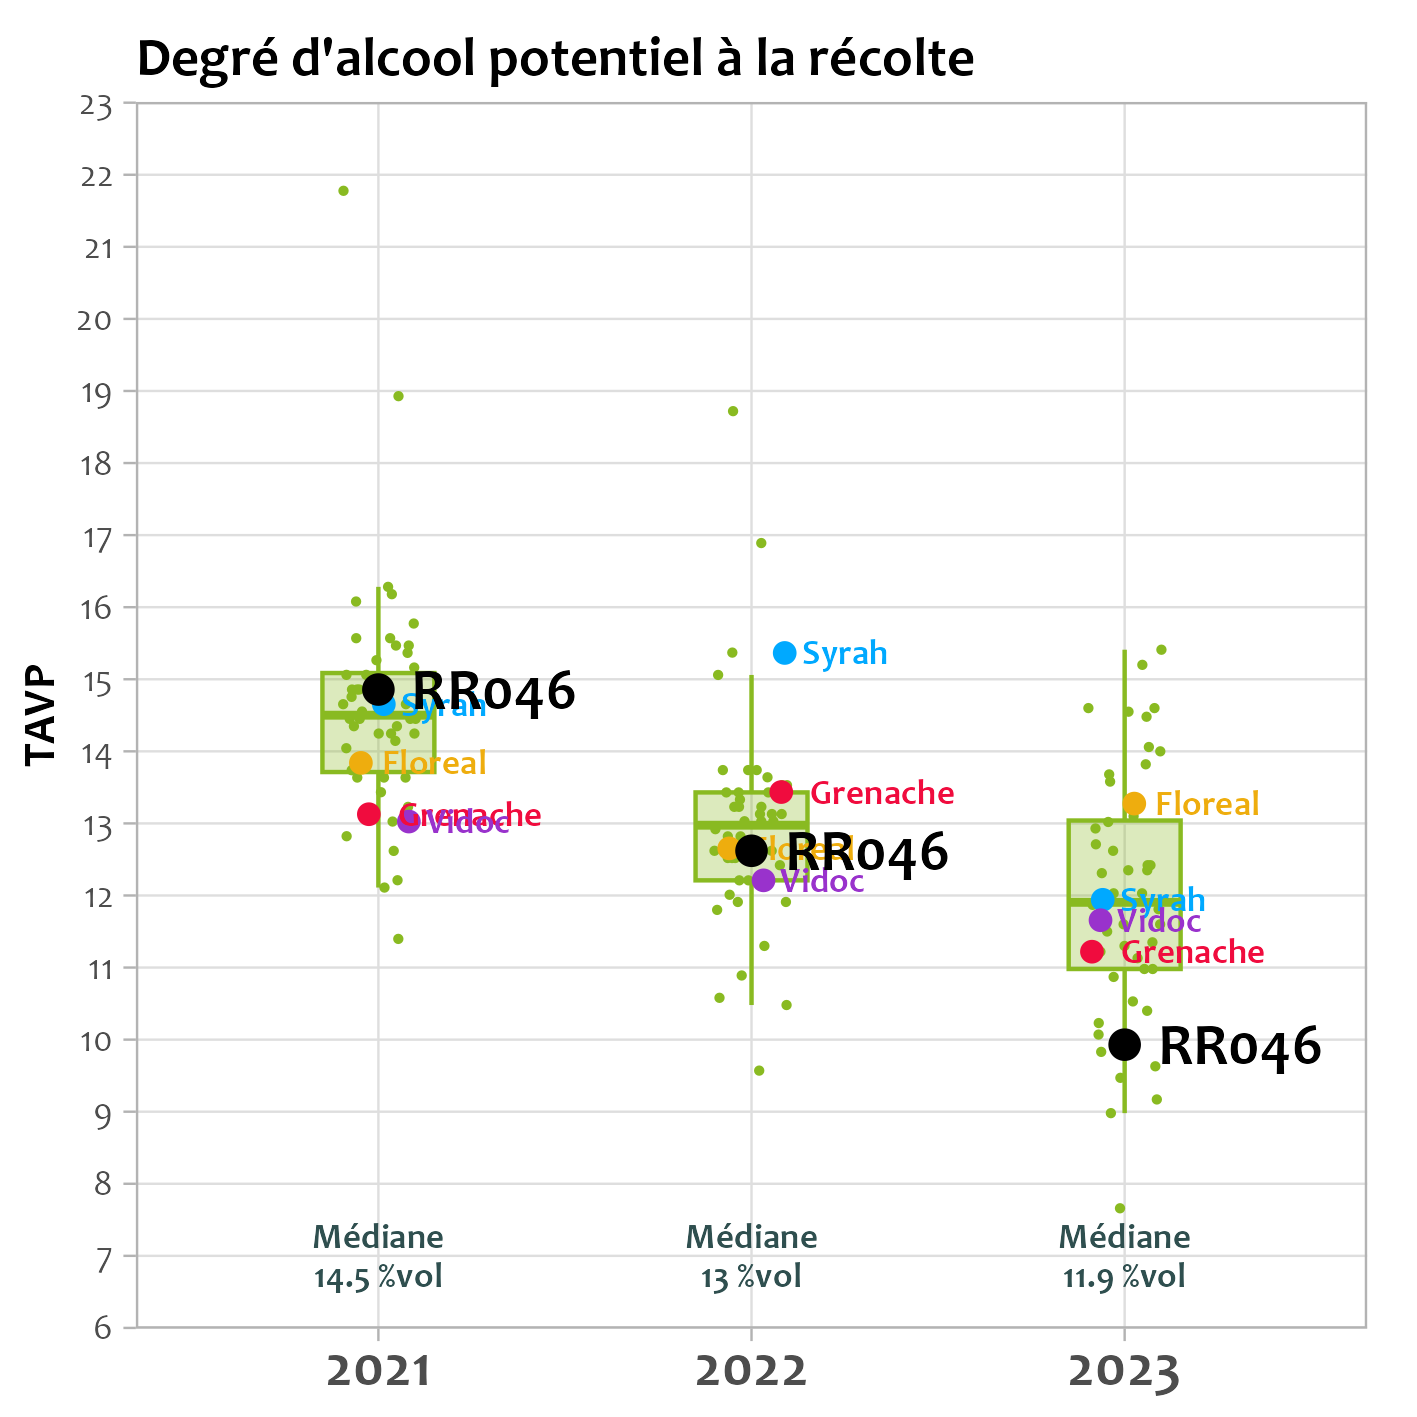 Degré d'alcool potentiel à la récolte
TAVP
23
22
21
20
19
18
17
16
15
14
13
12
11
10
9
8
7
6
RR046
Syrah
Floreal
Grenache
Vidoc
Syrah
Grenache
Floreal
RR046
Vidoc
Floreal
Syrah
Vidoc
Grenache
RR046
Médiane
14.5 %vol
Médiane
13 %vol
Médiane
11.9 %vol
2021
2022
2023